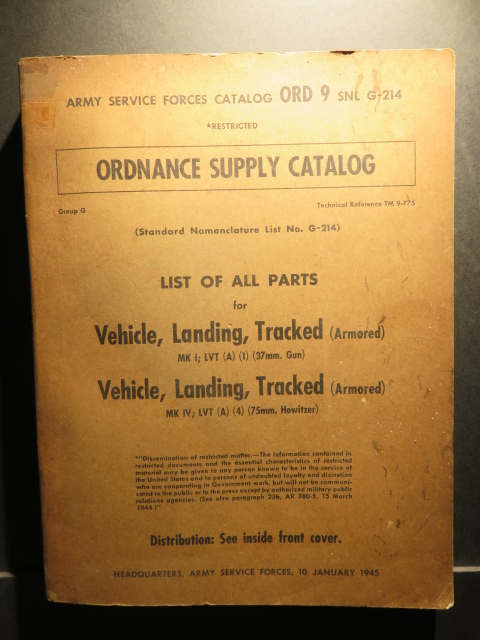 ARMY SERVICE FORCES CATALOG ORD 9 SNL G-214
*RESTRICTED
ORDNANCE SUPPLY CATALOG
Group G
Technical Reference TM 9-775
(Standard Nomenclature List No. G-214)
LIST OF ALL PARTS
for
Vehicle, Landing, Tracked (Armored)
MK I; LVT (A) (1) (37mm. Gun)
Vehicle, Landing, Tracked (Armored)
MK IV; LVT (A) (4) (75mm. Howitzer)
*"Dissemination of restricted matter.—The information contained in
restricted documents and the essential characteristics of restricted
material may be given to any person known to be in the service of
the United States and to persons of undoubted loyalty and discretion
who are cooperating in Government work, but will not be communi-
cated to the public or to the press except by authorized military public
relations agencies. (See also paragraph 23b, AR 380-5, 15 March
1944.)"
Distribution: See inside front cover.
HEADQUARTERS, ARMY SERVICE FORCES, 10 JANUARY 1945